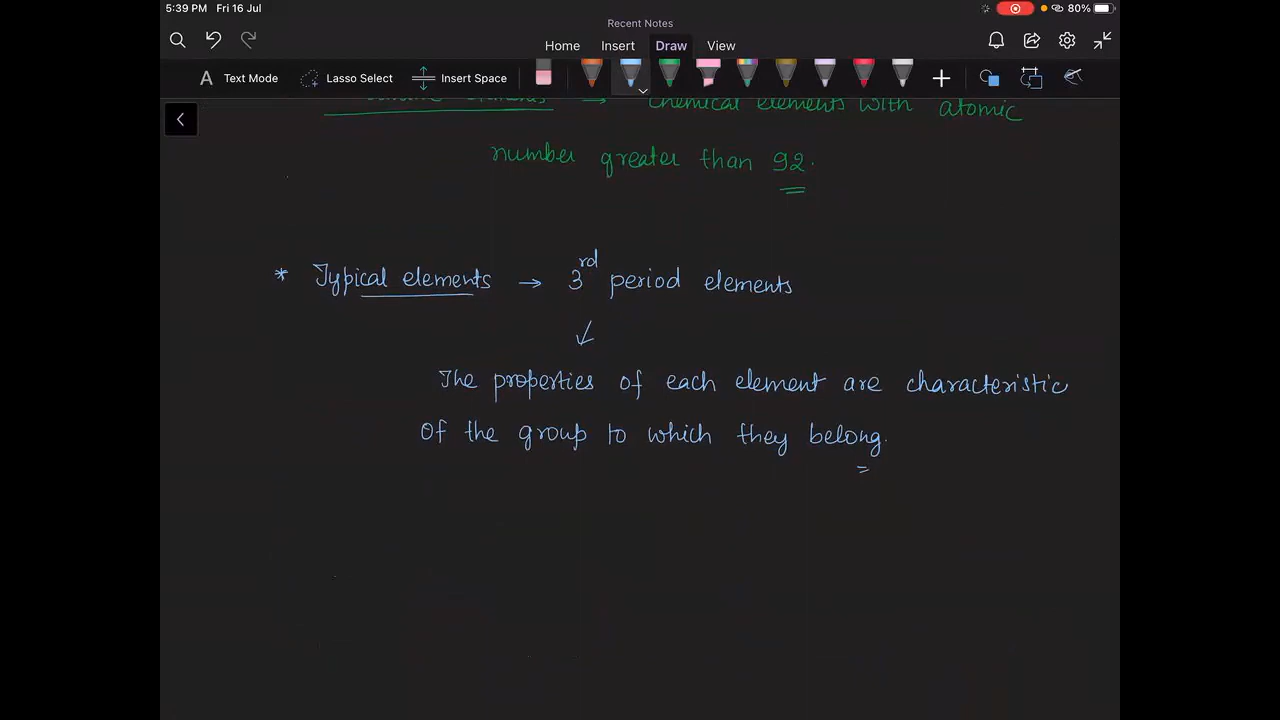 5:39 PM Fri 16 Jul
80%
Recent Notes
Home Insert Draw View
A Text Mode Lasso Select Insert Space
→ Chemical elements with atomic
number greater than 92.
* Typical elements → 3rd period elements
↓
The properties of each element are characteristic
of the group to which they belong.